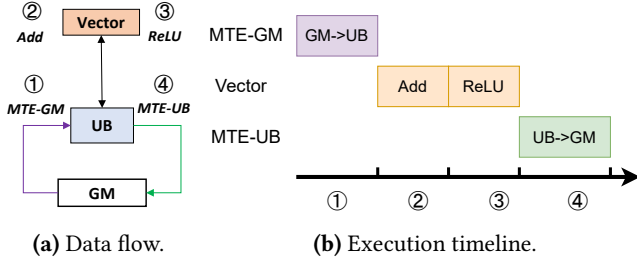 ② Vector ③
Add ReLU
① ④
MTE-GM MTE-UB
UB
GM
(a) Data flow.
MTE-GM GM->UB
Vector Add ReLU
MTE-UB UB->GM
① ② ③ ④
(b) Execution timeline.